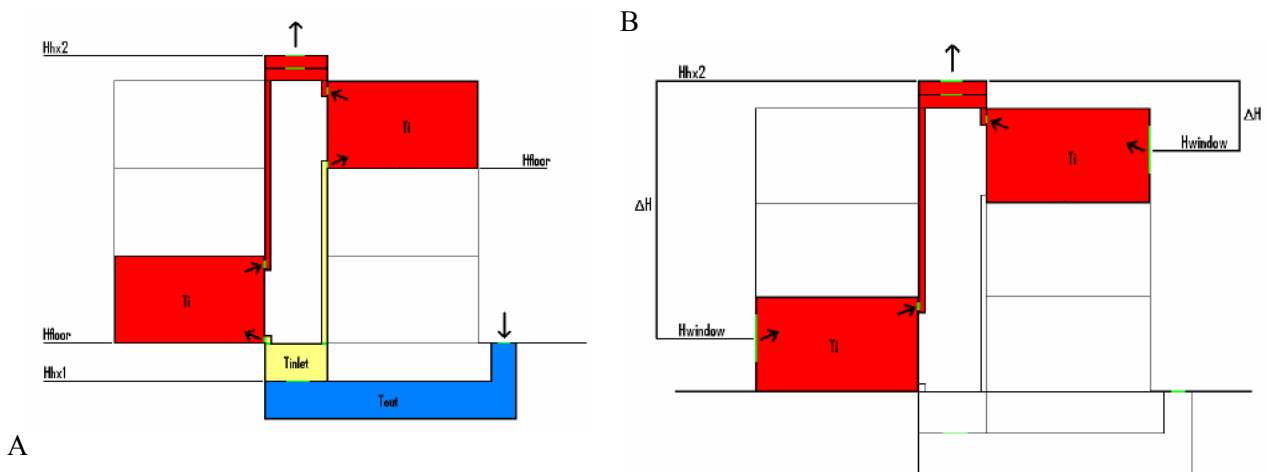 Hhx2
Ti
Hfloor
Ti
Hfloor
Tinlet
Hhx1
Tout
A
B
Hhx2
ΔH
Ti
Hwindow
ΔH
Hwindow
Ti